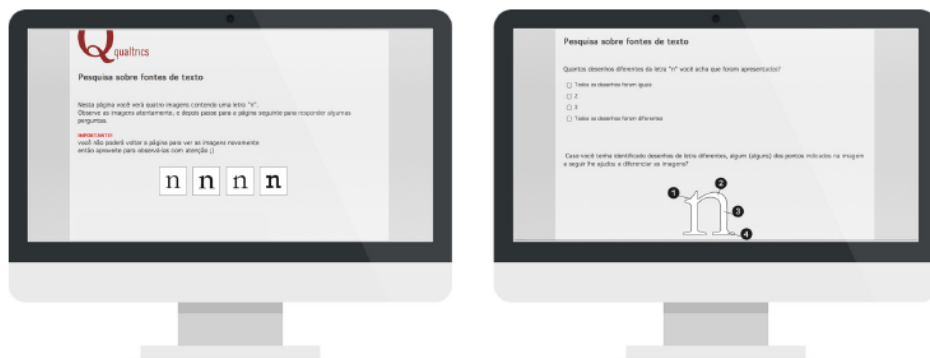 Q
qualtrics
Pesquisa sobre fontes de texto
Nesta página você verá quatro imagens contendo uma letra "n".
Observe as imagens atentamente, e depois passe para a página seguinte para responder algumas
perguntas.
IMPORTANTE!
você não poderá voltar a página para ver as imagens novamente
então aproveite para observá-las com atenção ;)
n n n n
Pesquisa sobre fontes de texto
Quantos desenhos diferentes da letra "n" você acha que foram apresentados?
Todos os desenhos foram iguais
2
3
Todos os desenhos foram diferentes
Caso você tenha identificado desenhos de letra diferentes, algum (alguns) dos pontos indicados na imagem
a seguir lhe ajudou a diferenciar as imagens?
n
1
2
3
4